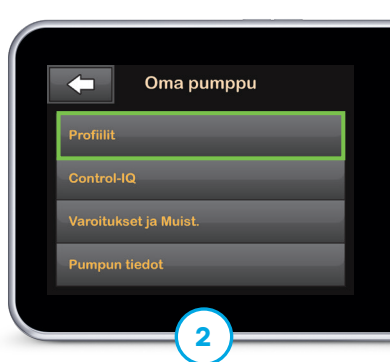 Oma pumppu
Profiilit
Control-IQ
Varoitukset ja Muist.
Pumpun tiedot
2